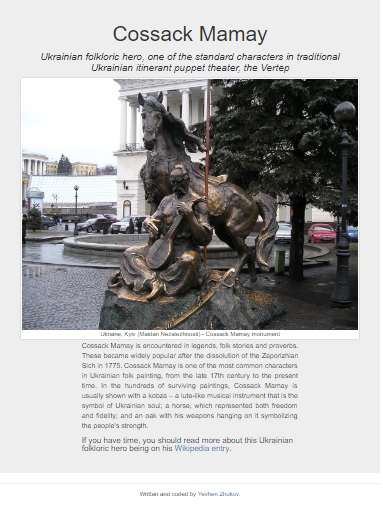 Cossack Mamay
Ukrainian folkloric hero, one of the standard characters in traditional
Ukrainian itinerant puppet theater, the Vertep
Ukraine, Kyiv (Maidan Nezalezhnosti) - Cossack Mamay monument
Cossack Mamay is encountered in legends, folk stories and proverbs.
These became widely popular after the dissolution of the Zaporizhian
Sich in 1775. Cossack Mamay is one of the most common characters
in Ukrainian folk painting, from the late 17th century to the present
time. In the hundreds of surviving paintings, Cossack Mamay is
usually shown with a kobza – a lute-like musical instrument that is the
symbol of Ukrainian soul; a horse, which represented both freedom
and fidelity; and an oak with his weapons hanging on it symbolizing
the people's strength.
If you have time, you should read more about this Ukrainian
folkloric hero being on his Wikipedia entry.
Written and coded by Yevhen Zhukov.